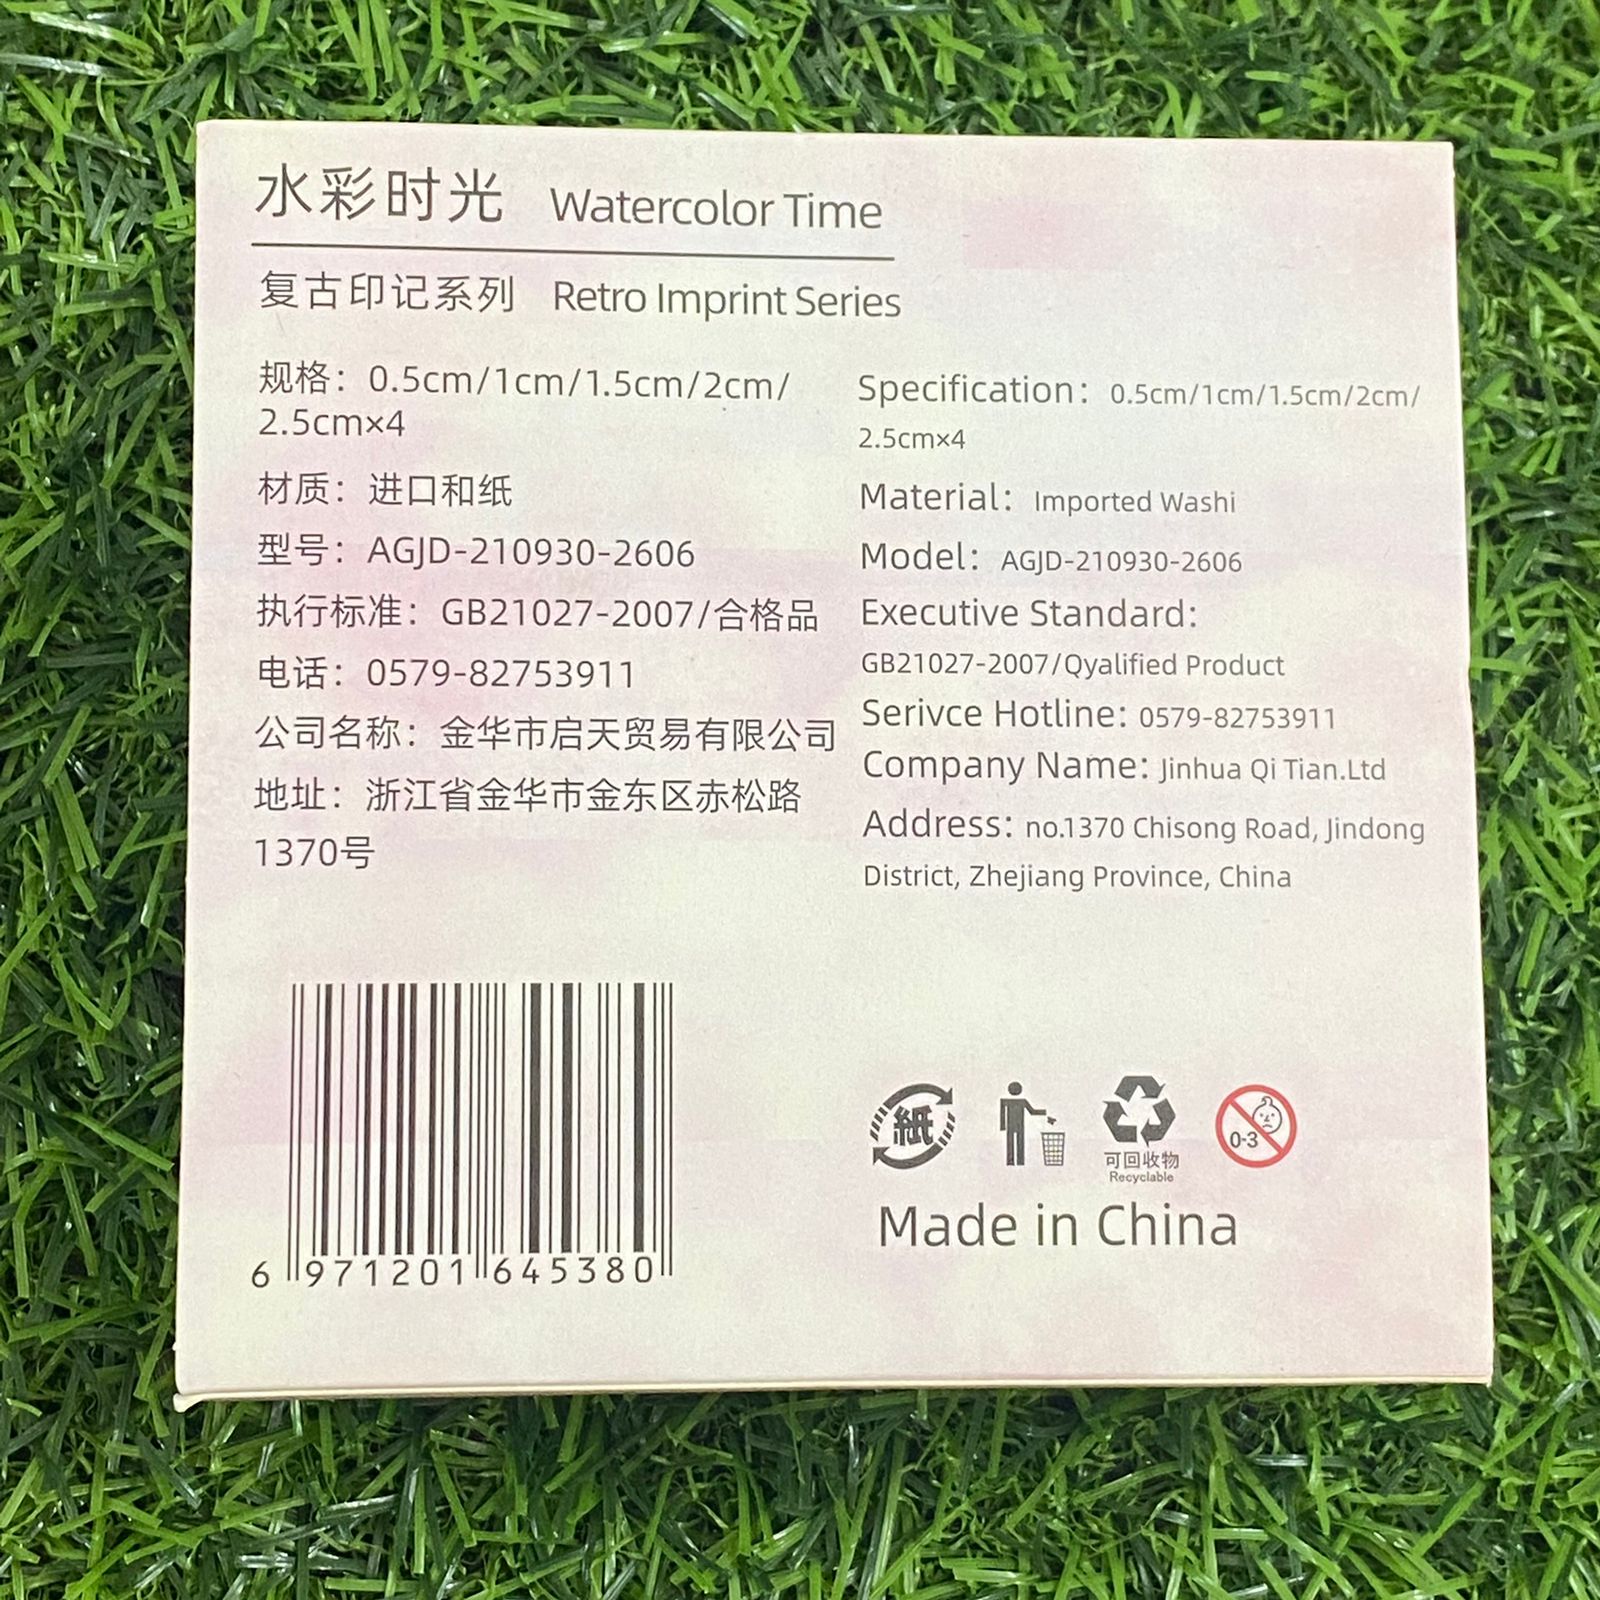 水彩时光 Watercolor Time
复古印记系列 Retro Imprint Series
规格：0.5cm/1cm/1.5cm/2cm/
2.5cm×4
材质：进口和纸
型号：AGJD-210930-2606
执行标准：GB21027-2007/合格品
电话：0579-82753911
公司名称：金华市启天贸易有限公司
地址：浙江省金华市金东区赤松路
1370号
Specification：0.5cm/1cm/1.5cm/2cm/
2.5cm×4
Material：Imported Washi
Model：AGJD-210930-2606
Executive Standard:
GB21027-2007/Qyalified Product
Serivce Hotline: 0579-82753911
Company Name: Jinhua Qi Tian.Ltd
Address: no.1370 Chisong Road, Jindong
District, Zhejiang Province, China
6 971201 645380
紙
可回收物
Recyclable
0-3
Made in China